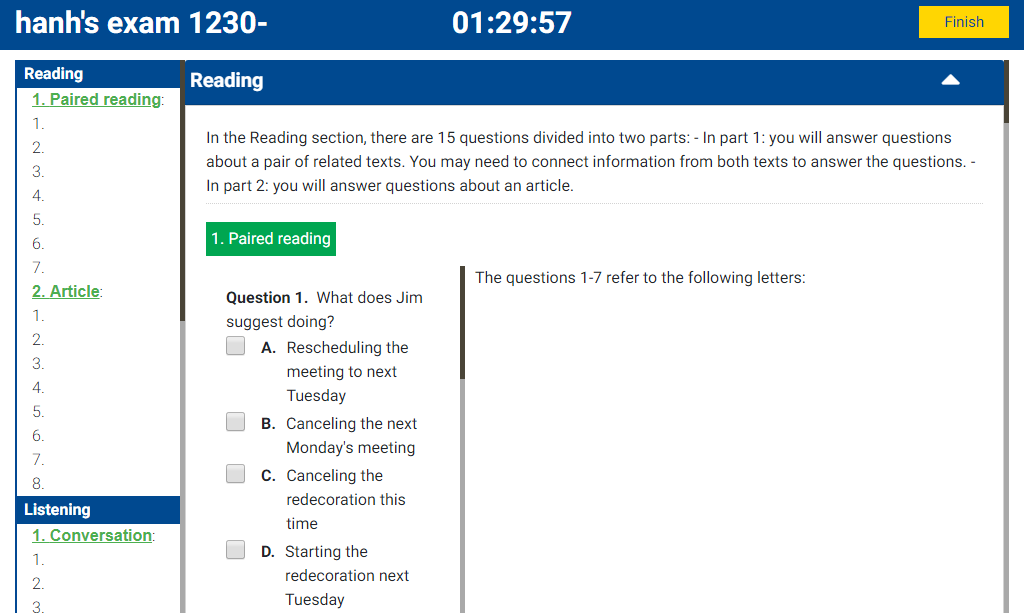 hanh's exam 1230-
01:29:57
Finish
Reading
1. Paired reading:
1.
2.
3.
4.
5.
6.
7.
2. Article:
1.
2.
3.
4.
5.
6.
7.
8.
Listening
1. Conversation:
1.
2.
3.
Reading
In the Reading section, there are 15 questions divided into two parts: - In part 1: you will answer questions
about a pair of related texts. You may need to connect information from both texts to answer the questions. -
In part 2: you will answer questions about an article.
1. Paired reading
Question 1. What does Jim
suggest doing?
A. Rescheduling the
meeting to next
Tuesday
B. Canceling the next
Monday's meeting
C. Canceling the
redecoration this
time
D. Starting the
redecoration next
Tuesday
The questions 1-7 refer to the following letters: